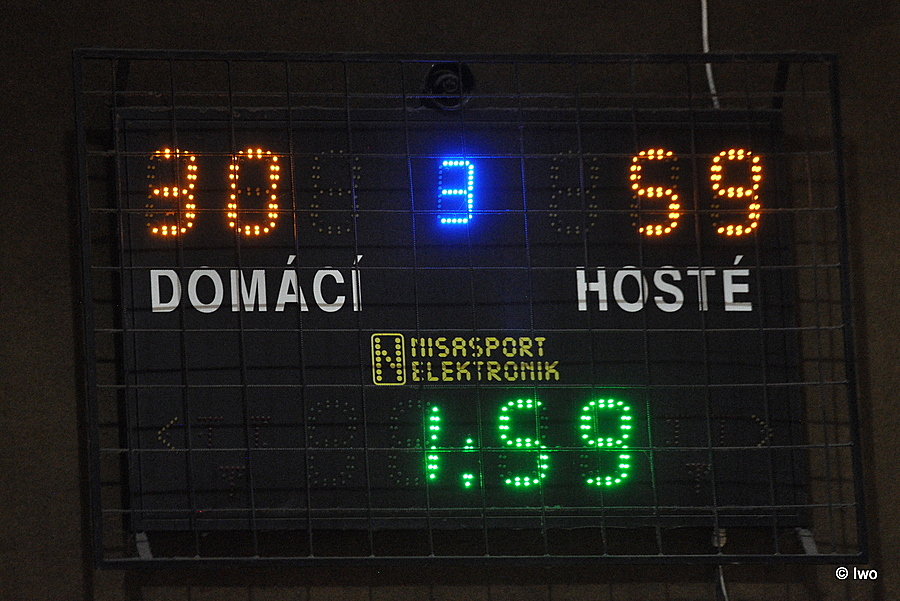 30 3 59
DOMÁCÍ HOSTÉ
NISASPORT
ELEKTRONIK
1:59
© Iwo